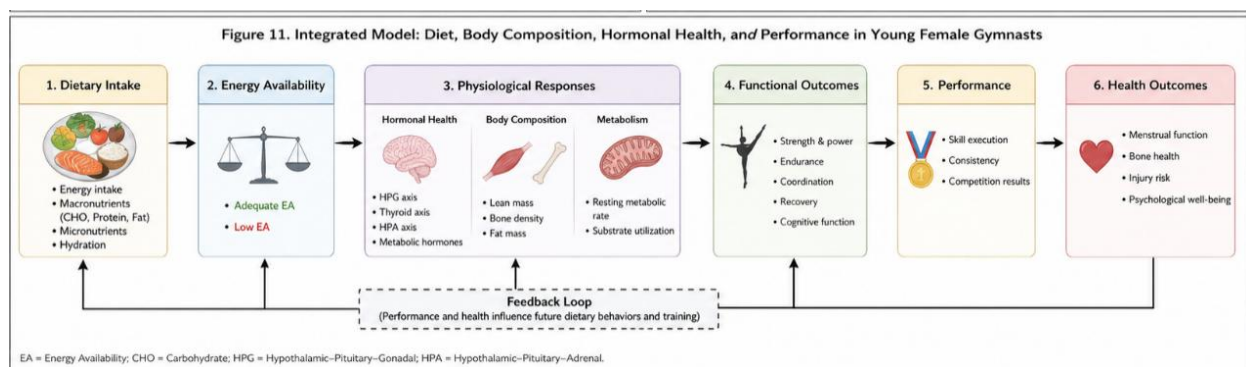 Figure 11. Integrated Model: Diet, Body Composition, Hormonal Health, and Performance in Young Female Gymnasts
1. Dietary Intake
• Energy intake
• Macronutrients
(CHO, Protein, Fat)
• Micronutrients
• Hydration
2. Energy Availability
• Adequate EA
• Low EA
3. Physiological Responses
Hormonal Health
• HPG axis
• Thyroid axis
• HPA axis
• Metabolic hormones
Body Composition
• Lean mass
• Bone density
• Fat mass
Metabolism
• Resting metabolic
rate
• Substrate utilization
4. Functional Outcomes
• Strength & power
• Endurance
• Coordination
• Recovery
• Cognitive function
5. Performance
1
• Skill execution
• Consistency
• Competition results
6. Health Outcomes
• Menstrual function
• Bone health
• Injury risk
• Psychological well-being
Feedback Loop
(Performance and health influence future dietary behaviors and training)
EA = Energy Availability; CHO = Carbohydrate; HPG = Hypothalamic–Pituitary–Gonadal; HPA = Hypothalamic–Pituitary–Adrenal.